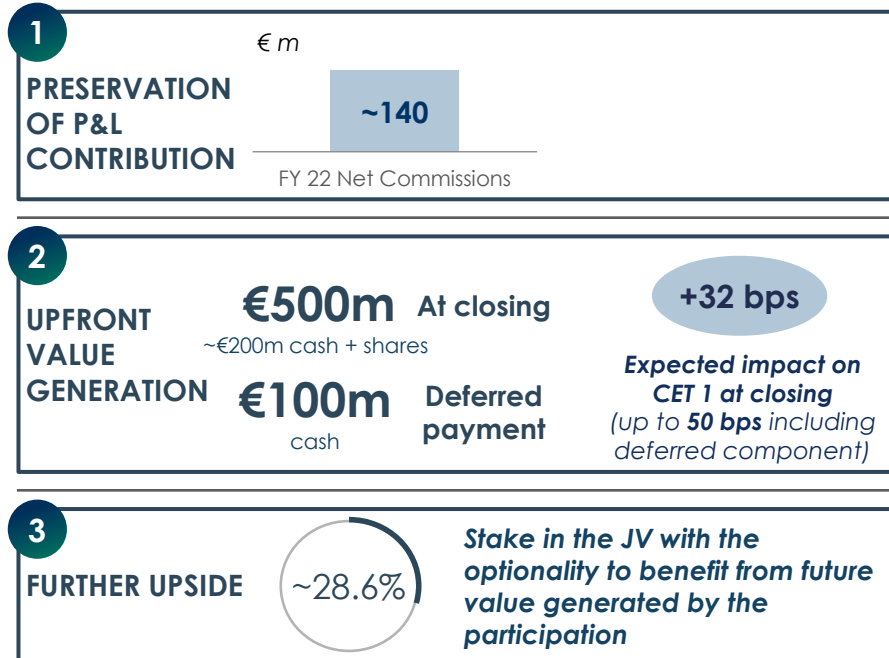 1
€ m
PRESERVATION
OF P&L
CONTRIBUTION
~140
FY 22 Net Commissions
2
UPFRONT
VALUE
GENERATION
€500m At closing
~€200m cash + shares
€100m Deferred
payment
cash
+32 bps
Expected impact on
CET 1 at closing
(up to 50 bps including
deferred component)
3
FURTHER UPSIDE
~28.6%
Stake in the JV with the
optionality to benefit from future
value generated by the
participation